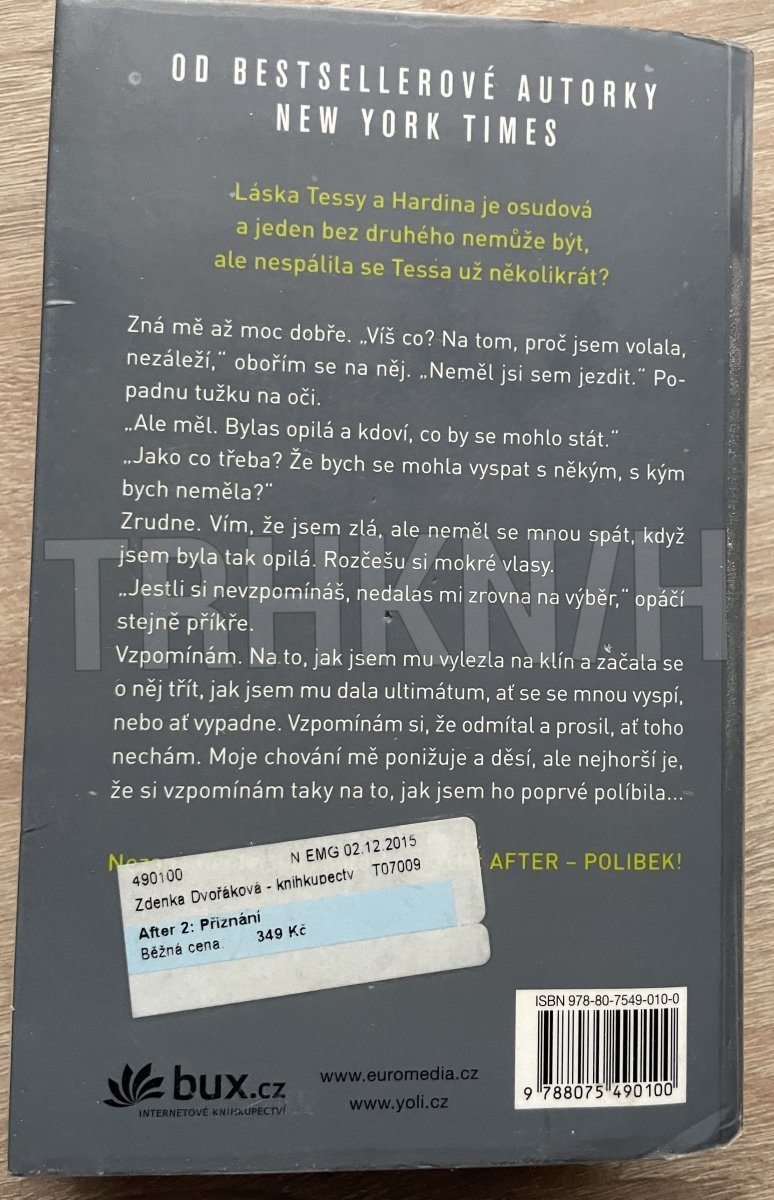 OD BESTSELLEROVÉ AUTORKY
NEW YORK TIMES
Láska Tessy a Hardina je osudová
a jeden bez druhého nemůže být,
ale nespálila se Tessa už několikrát?
Zná mě až moc dobře. „Víš co? Na tom, proč jsem volala,
nezáleží,“ obořím se na něj. „Neměl jsi sem jezdit.“ Po-
padnu tužku na oči.
„Ale měl. Bylas opilá a kdoví, co by se mohlo stát.“
„Jako co třeba? Že bych se mohla vyspat s někým, s kým
bych neměla?“
Zrudne. Vím, že jsem zlá, ale neměl se mnou spát, když
jsem byla tak opilá. Rozčešu si mokré vlasy.
„Jestli si nevzpomínáš, nedalas mi zrovna na výběr,“ opáčí
stejně příkře.
Vzpomínám. Na to, jak jsem mu vylezla na klín a začala se
o něj třít, jak jsem mu dala ultimátum, ať se se mnou vyspí,
nebo ať vypadne. Vzpomínám si, že odmítal a prosil, ať toho
nechám. Moje chování mě ponižuje a děsí, ale nejhorší je,
že si vzpomínám taky na to, jak jsem ho poprvé políbila...
AFTER – POLIBEK!
490100 N EMG 02.12.2015
Zdenka Dvořáková - knihkupectv T07009
After 2: Přiznání
Běžná cena 349 Kč
ISBN 978-80-7549-010-0
9 788075 490100
bux.cz
INTERNETOVÉ KNIHKUPECTVÍ
www.euromedia.cz
www.yoli.cz
TRHKNIH